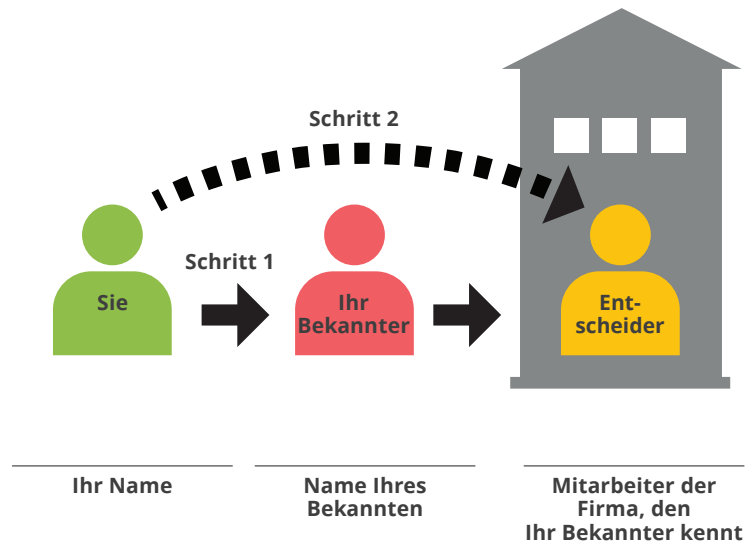 Schritt 2
Schritt 1
Sie
Ihr
Bekannter
Ent-
scheider
Ihr Name
Name Ihres
Bekannten
Mitarbeiter der
Firma, den
Ihr Bekannter kennt